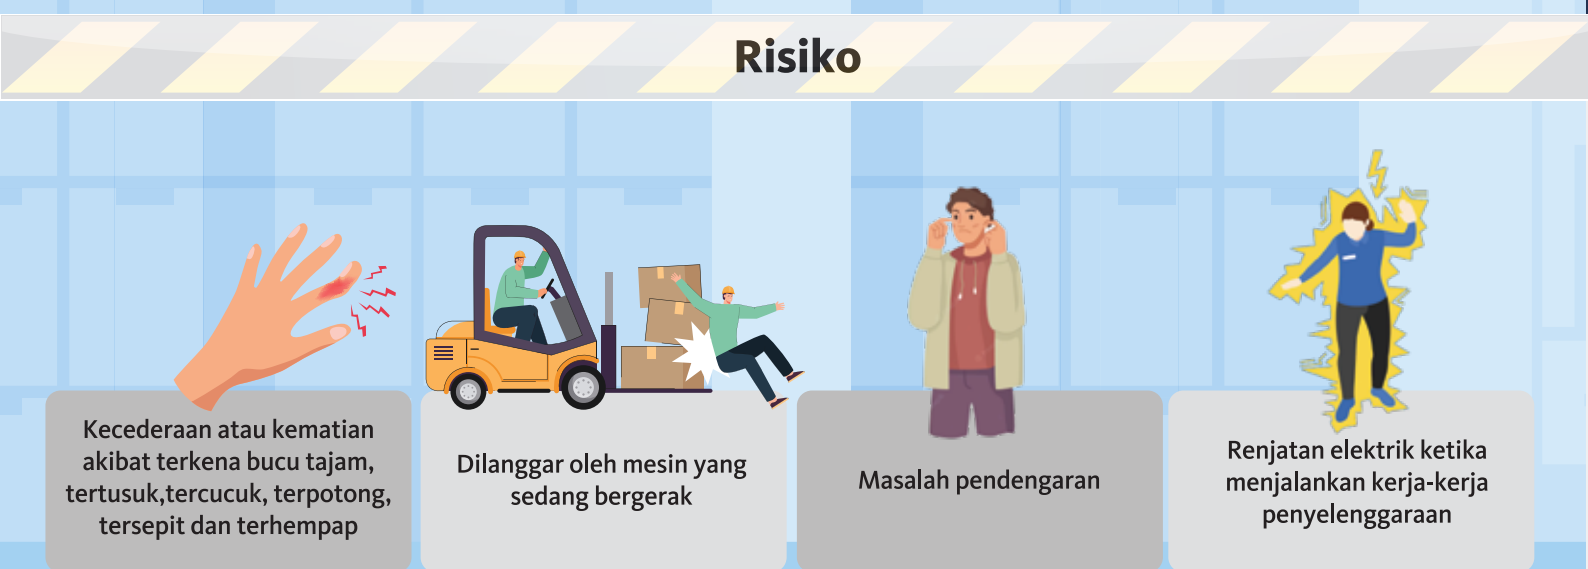 Risiko
Kecederaan atau kematian
akibat terkena bucu tajam,
tertusuk,tercucuk, terpotong,
tersepit dan terhempap
Dilanggar oleh mesin yang
sedang bergerak
Masalah pendengaran
Renjatan elektrik ketika
menjalankan kerja-kerja
penyelenggaraan